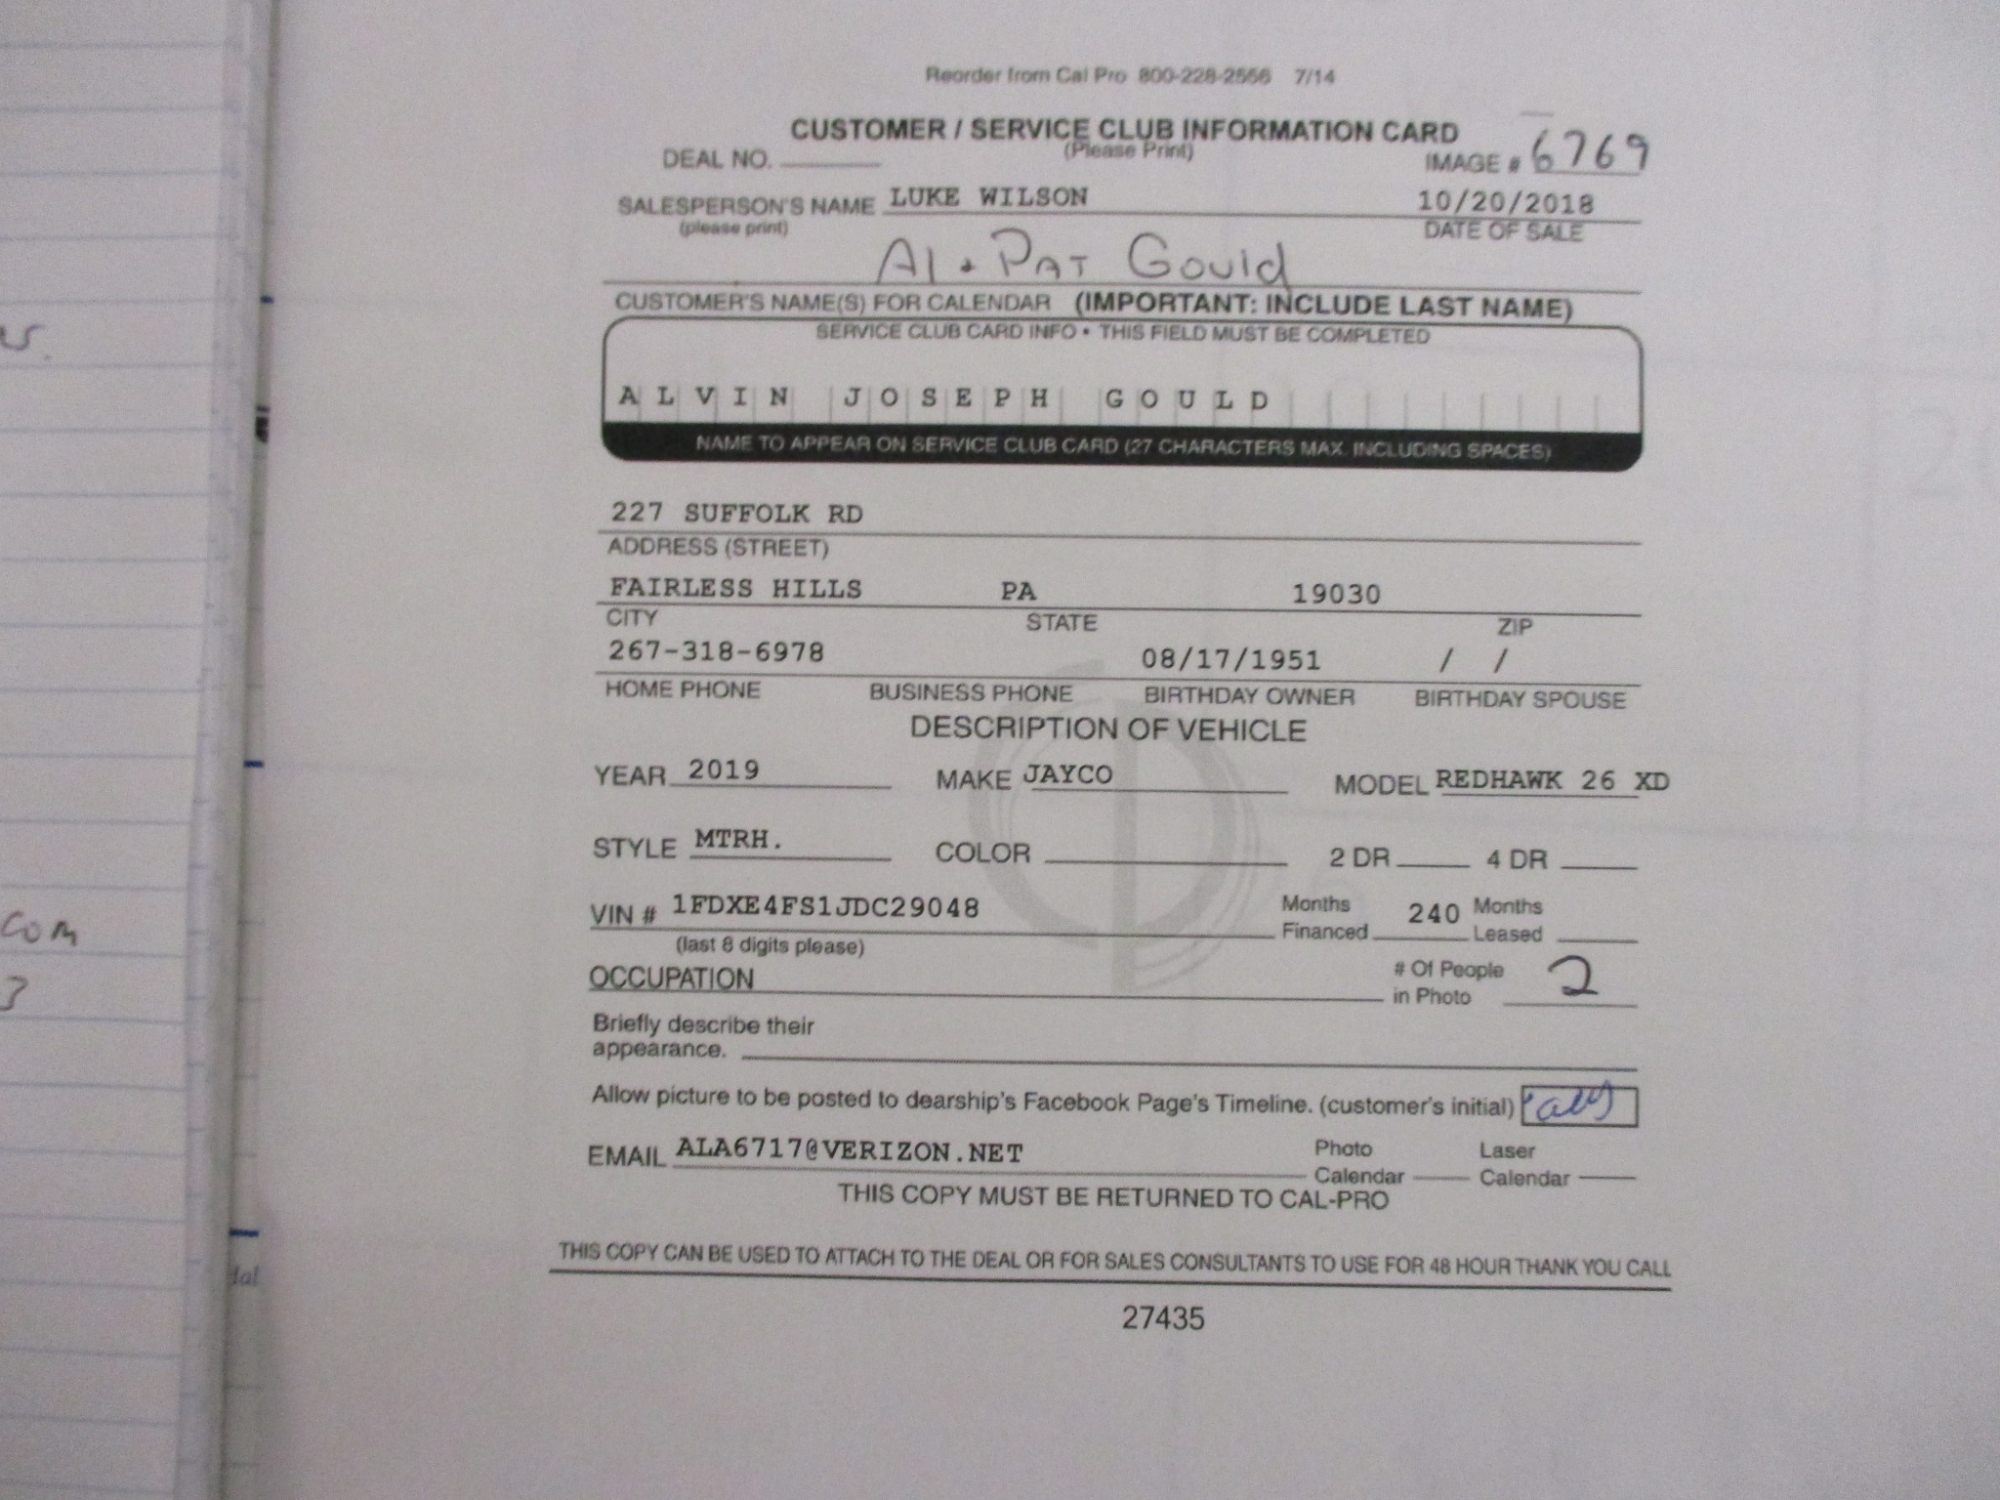 Reorder from Cal Pro 800-228-2556 7/14
CUSTOMER / SERVICE CLUB INFORMATION CARD
(Please Print)
DEAL NO.
IMAGE # 6769
SALESPERSON'S NAME LUKE WILSON
(please print)
10/20/2018
DATE OF SALE
Al + PAT Gould
CUSTOMER'S NAME(S) FOR CALENDAR (IMPORTANT: INCLUDE LAST NAME)
SERVICE CLUB CARD INFO • THIS FIELD MUST BE COMPLETED
ALVIN JOSEPH GOULD
NAME TO APPEAR ON SERVICE CLUB CARD (27 CHARACTERS MAX. INCLUDING SPACES)
227 SUFFOLK RD
ADDRESS (STREET)
FAIRLESS HILLS PA 19030
CITY STATE ZIP
267-318-6978 08/17/1951 / /
HOME PHONE BUSINESS PHONE BIRTHDAY OWNER BIRTHDAY SPOUSE
DESCRIPTION OF VEHICLE
YEAR 2019 MAKE JAYCO MODEL REDHAWK 26 XD
STYLE MTRH. COLOR 2 DR 4 DR
VIN # 1FDXE4FS1JDC29048
(last 8 digits please)
Months Financed 240 Months Leased
OCCUPATION
# Of People in Photo 2
Briefly describe their
appearance.
Allow picture to be posted to dearship's Facebook Page's Timeline. (customer's initial)
EMAIL ALA6717@VERIZON.NET
Photo Calendar Laser Calendar
THIS COPY MUST BE RETURNED TO CAL-PRO
THIS COPY CAN BE USED TO ATTACH TO THE DEAL OR FOR SALES CONSULTANTS TO USE FOR 48 HOUR THANK YOU CALL
27435
com
3